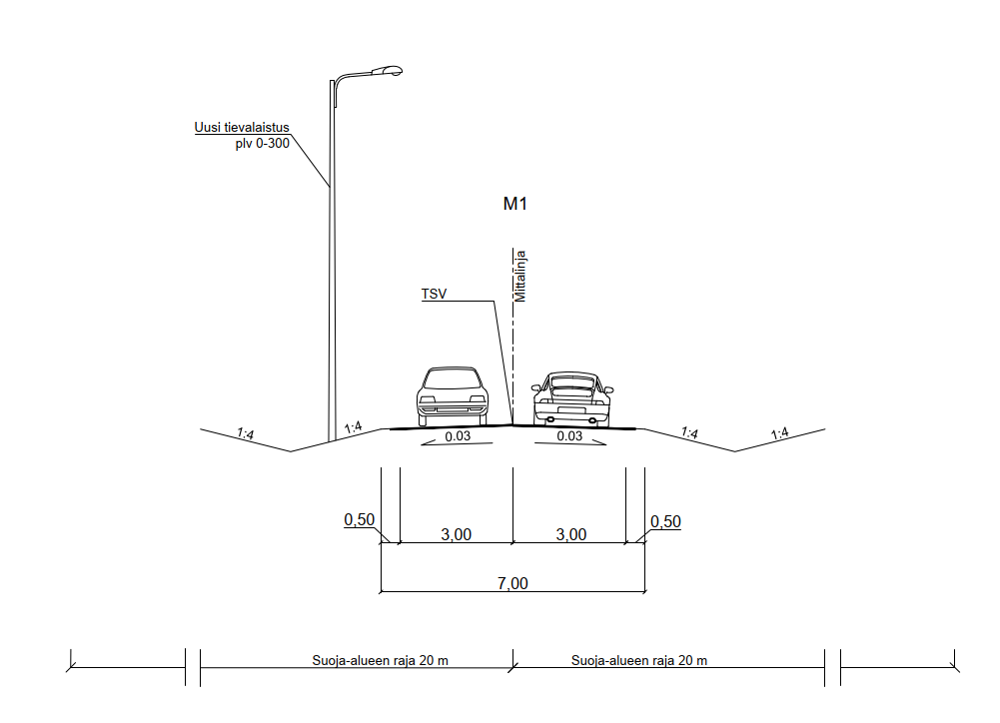 Uusi tievalaistus
plv 0-300
M1
Mittalinja
TSV
1:4
1:4
0.03
0.03
1:4
1:4
0,50
3,00
3,00
0,50
7,00
Suoja-alueen raja 20 m
Suoja-alueen raja 20 m